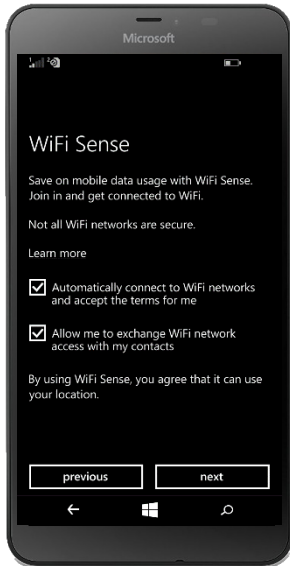 Microsoft
WiFi Sense
Save on mobile data usage with WiFi Sense.
Join in and get connected to WiFi.
Not all WiFi networks are secure.
Learn more
Automatically connect to WiFi networks
and accept the terms for me
Allow me to exchange WiFi network
access with my contacts
By using WiFi Sense, you agree that it can use
your location.
previous
next